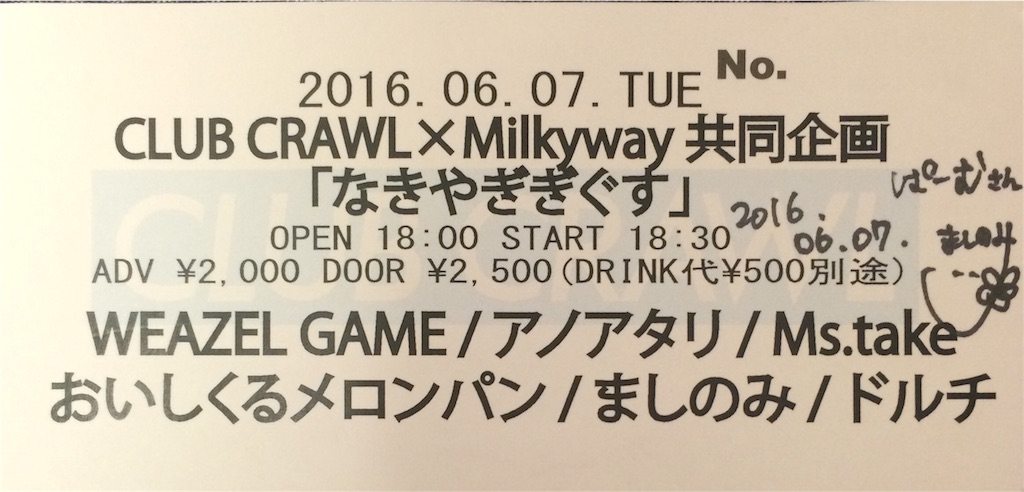 No.
2016.06.07.TUE
CLUB CRAWL×Milkyway 共同企画
「なきやぎぎぐす」
OPEN 18:00 START 18:30
ADV ¥2,000 DOOR ¥2,500(DRINK代¥500別途)
WEAZEL GAME/アノアタリ/Ms.take
おいしくるメロンパン/ましのみ/ドルチ
ぱーむさん
2016.
06.07.
ましのみ
CLUB CRAWL